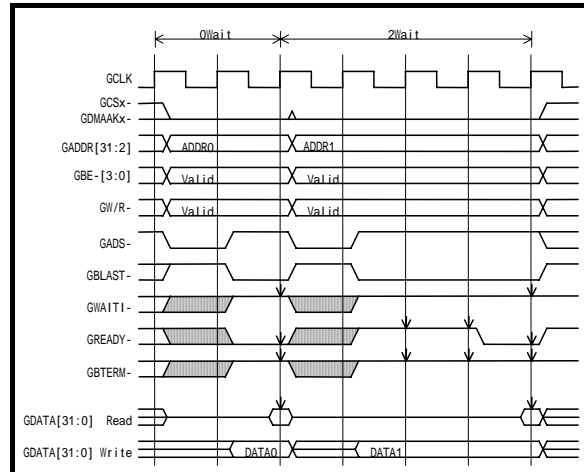 0Wait 2Wait
GCLK
GCSx-
GDMAAKx-
GADDR[31:2] ADDR0 ADDR1
GBE-[3:0] Valid Valid
GW/R- Valid Valid
GADS-
GBLAST-
GWAITI-
GREADY-
GBTERM-
GDATA[31:0] Read
GDATA[31:0] Write DATA0 DATA1